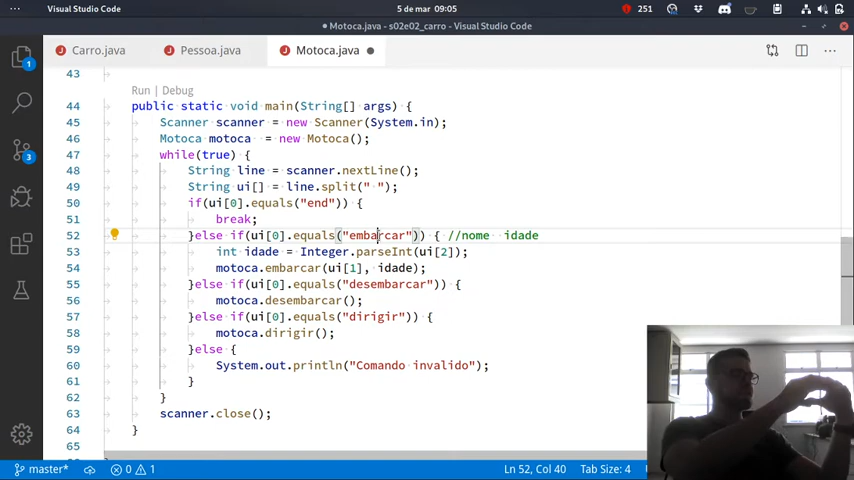 5 de mar 09:05
251
Motoca.java - s02e02_carro - Visual Studio Code
Carro.java Pessoa.java Motoca.java
43
Run | Debug
44 public static void main(String[] args) {
45 Scanner scanner = new Scanner(System.in);
46 Motoca motoca = new Motoca();
47 while(true) {
48 String line = scanner.nextLine();
49 String ui[] = line.split(" ");
50 if(ui[0].equals("end")) {
51 break;
52 }else if(ui[0].equals("embarcar")) { //nome idade
53 int idade = Integer.parseInt(ui[2]);
54 motoca.embarcar(ui[1], idade);
55 }else if(ui[0].equals("desembarcar")) {
56 motoca.desembarcar();
57 }else if(ui[0].equals("dirigir")) {
58 motoca.dirigir();
59 }else {
60 System.out.println("Comando invalido");
61 }
62 }
63 scanner.close();
64 }
65
1
3
master* 0 1 Ln 52, Col 40 Tab Size: 4